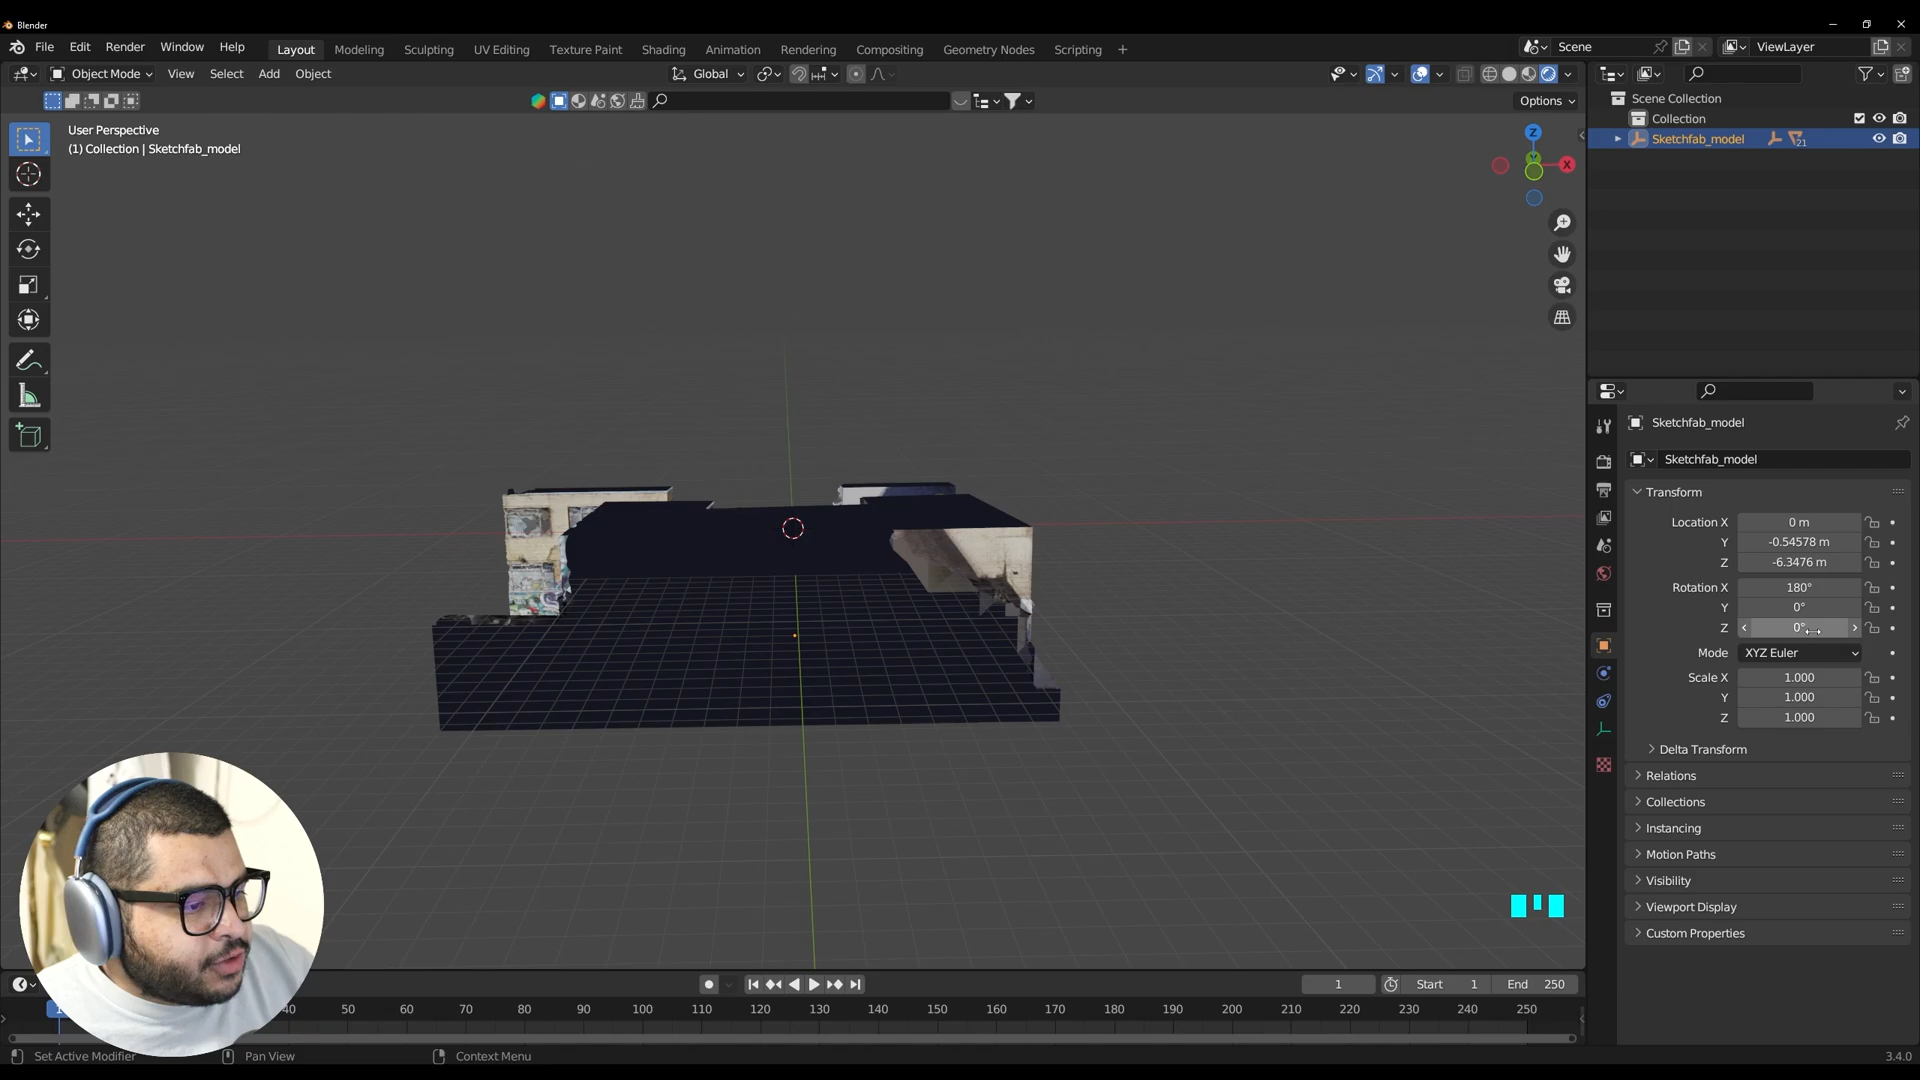 Blender
File Edit Render Window Help Layout Modeling Sculpting UV Editing Texture Paint Shading Animation Rendering Compositing Geometry Nodes Scripting + Scene ViewLayer
Object Mode View Select Add Object Global
Options
User Perspective
(1) Collection | Sketchfab_model
Z
Y
X
Scene Collection
Collection
Sketchfab_model 21
Sketchfab_model
Sketchfab_model
Transform
Location X 0 m
Y -0.54578 m
Z -6.3476 m
Rotation X 180°
Y 0°
Z 0°
Mode XYZ Euler
Scale X 1.000
Y 1.000
Z 1.000
Delta Transform
Relations
Collections
Instancing
Motion Paths
Visibility
Viewport Display
Custom Properties
1 Start 1 End 250
1 40 50 60 70 80 90 100 110 120 130 140 150 160 170 180 190 200 210 220 230 240 250
Set Active Modifier Pan View Context Menu 3.4.0